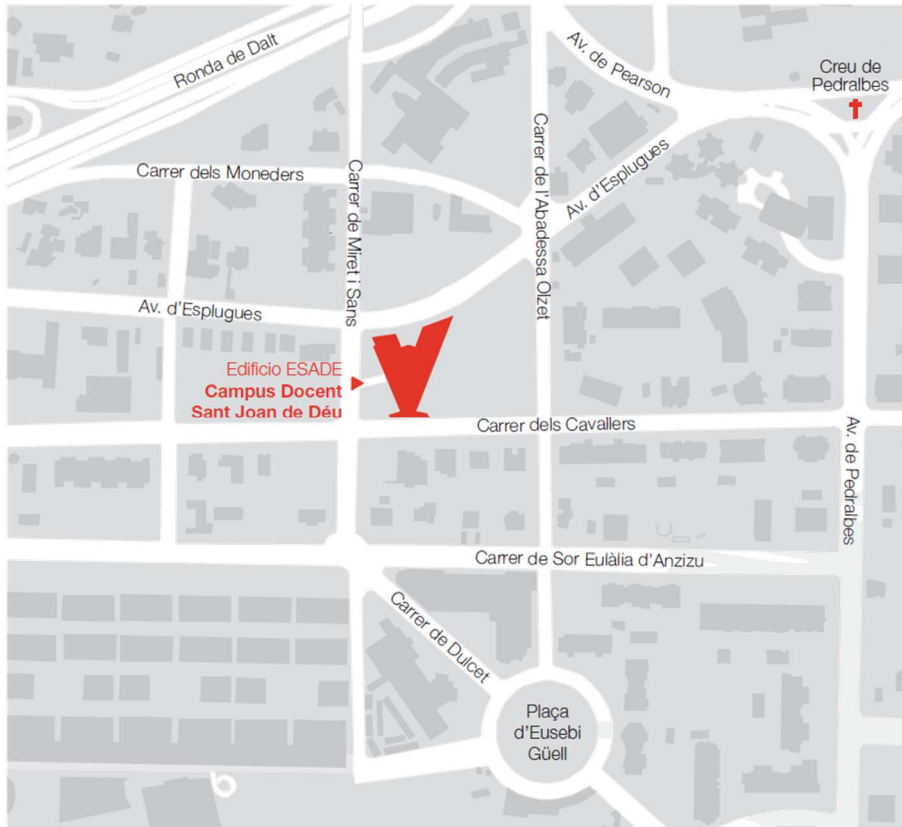 Ronda de Dalt
Av. de Pearson
Creu de
Pedralbes
Carrer dels Moneders
Carrer de Miret i Sans
Carrer de l'Abadessa Olzet
Av. d'Esplugues
Av. d'Esplugues
Edificio ESADE
Campus Docent
Sant Joan de Déu
Carrer dels Cavallers
Av. de Pedralbes
Carrer de Sor Eulàlia d'Anzizu
Carrer de Dulcet
Plaça
d'Eusebi
Güell